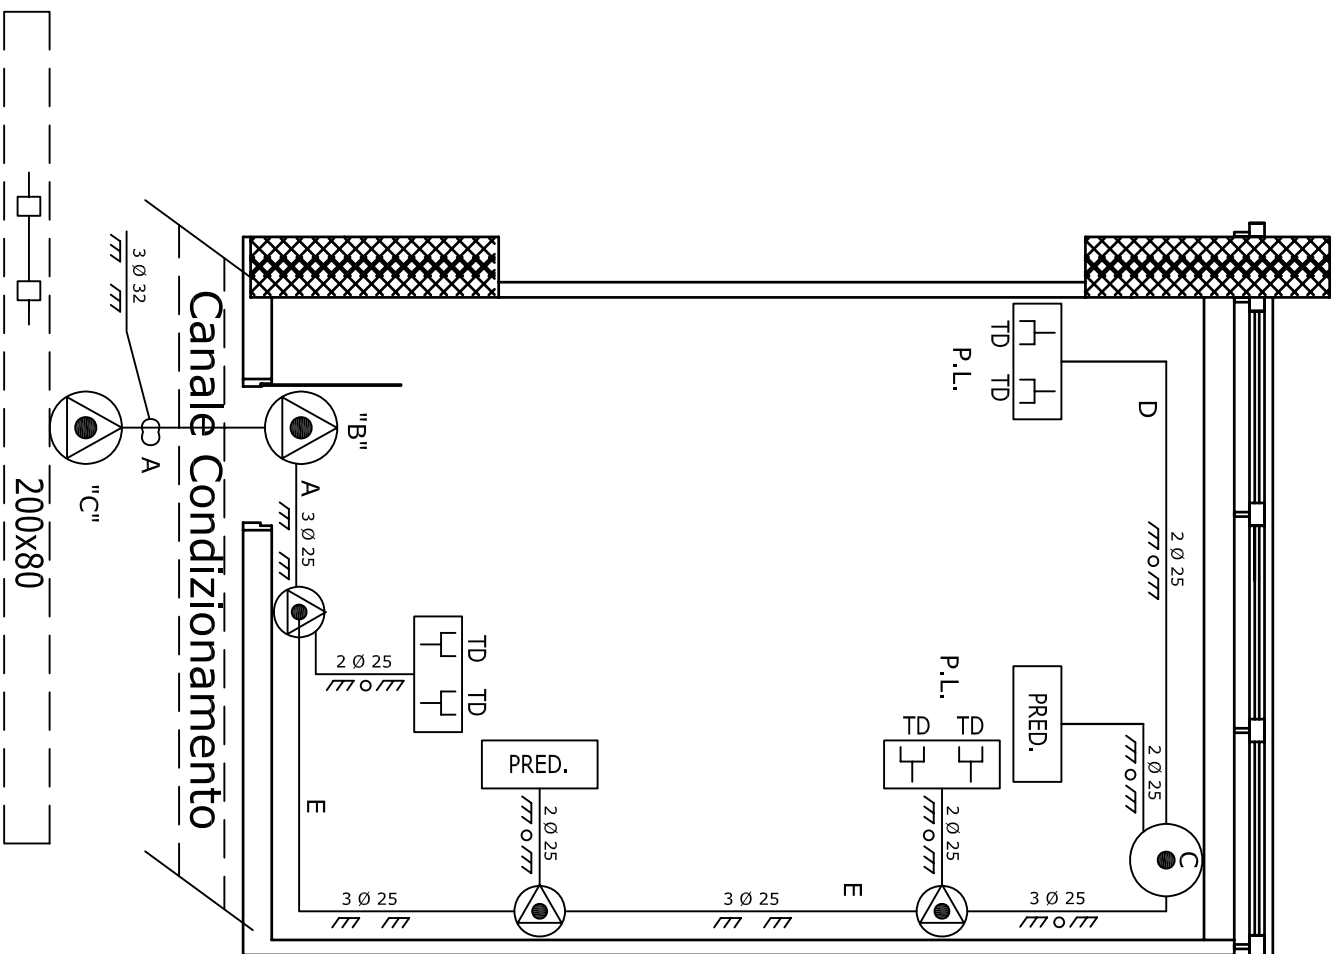 3 Ø 32
Canale Condizionamento
200x80
"C"
A
"B"
A
3 Ø 25
TD
TD
P.L.
D
2 Ø 25
2 Ø 25
TD
TD
PRED.
P.L.
TD TD
PRED.
2 Ø 25
E
2 Ø 25
2 Ø 25
C
E
3 Ø 25
3 Ø 25
3 Ø 25